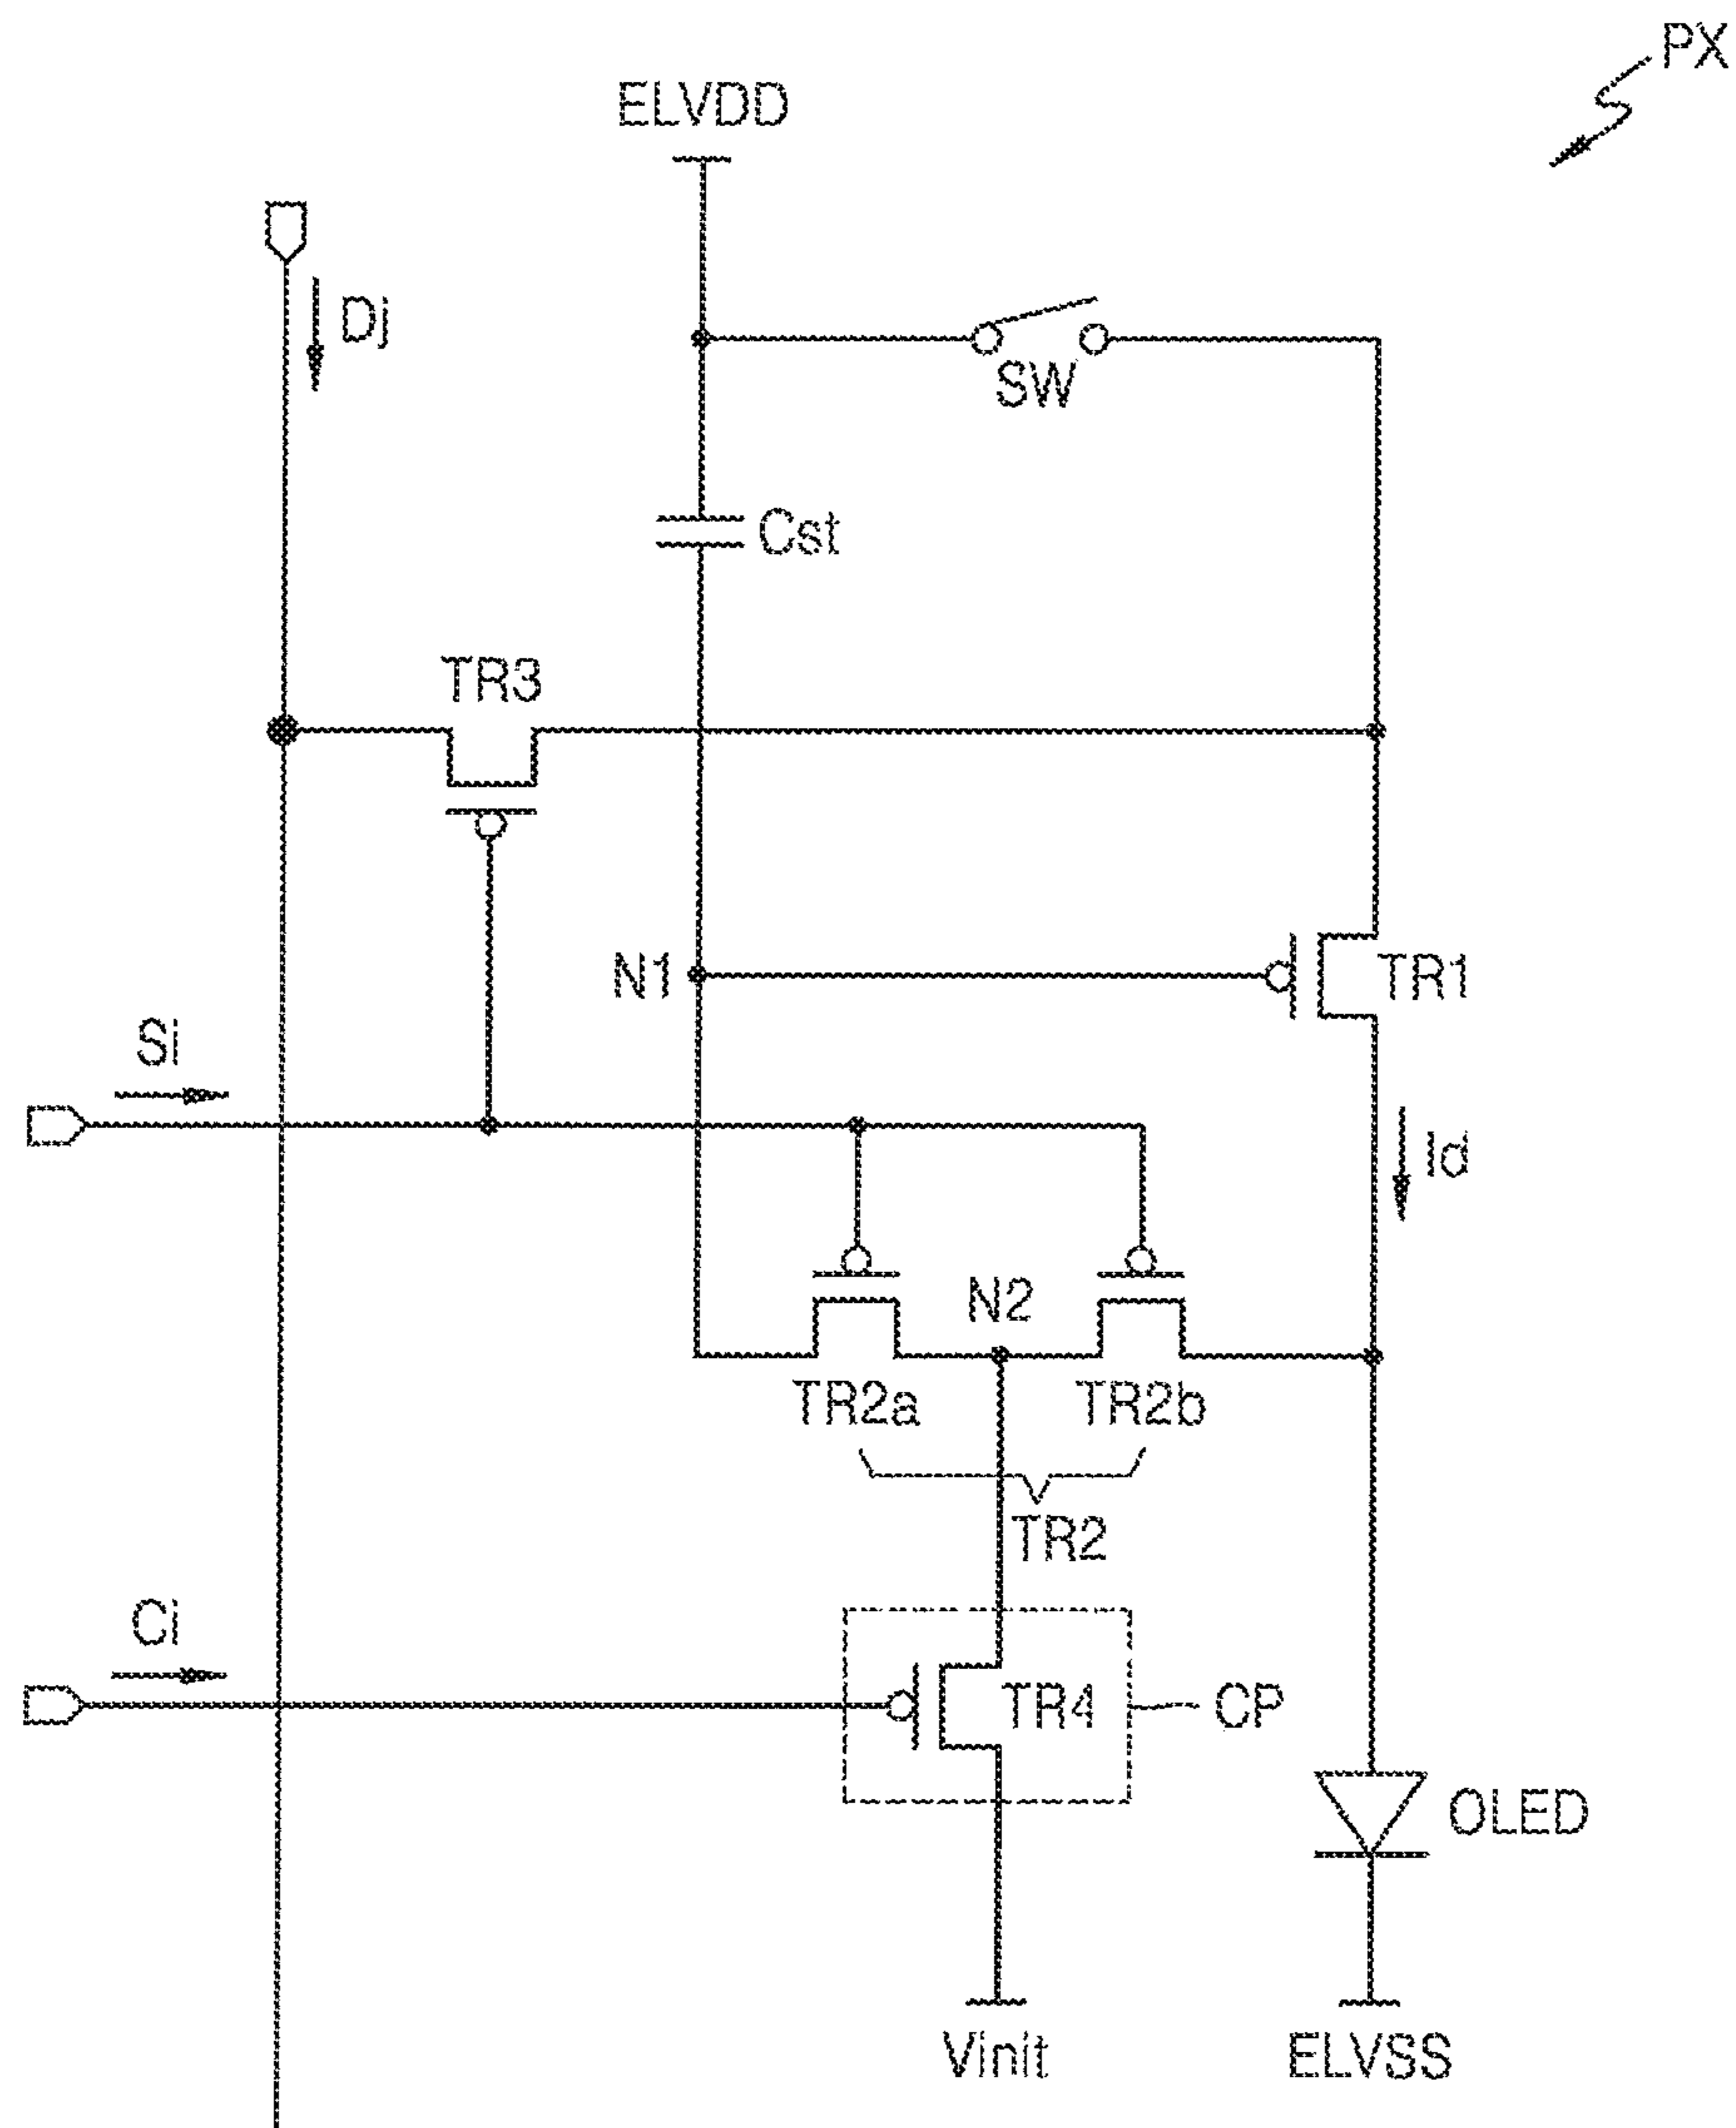 PX
ELVDD
Dj
SW
Cst
TR3
N1
TR1
Si
Id
N2
TR2a
TR2b
TR2
Ci
TR4
CP
OLED
Vinit
ELVSS